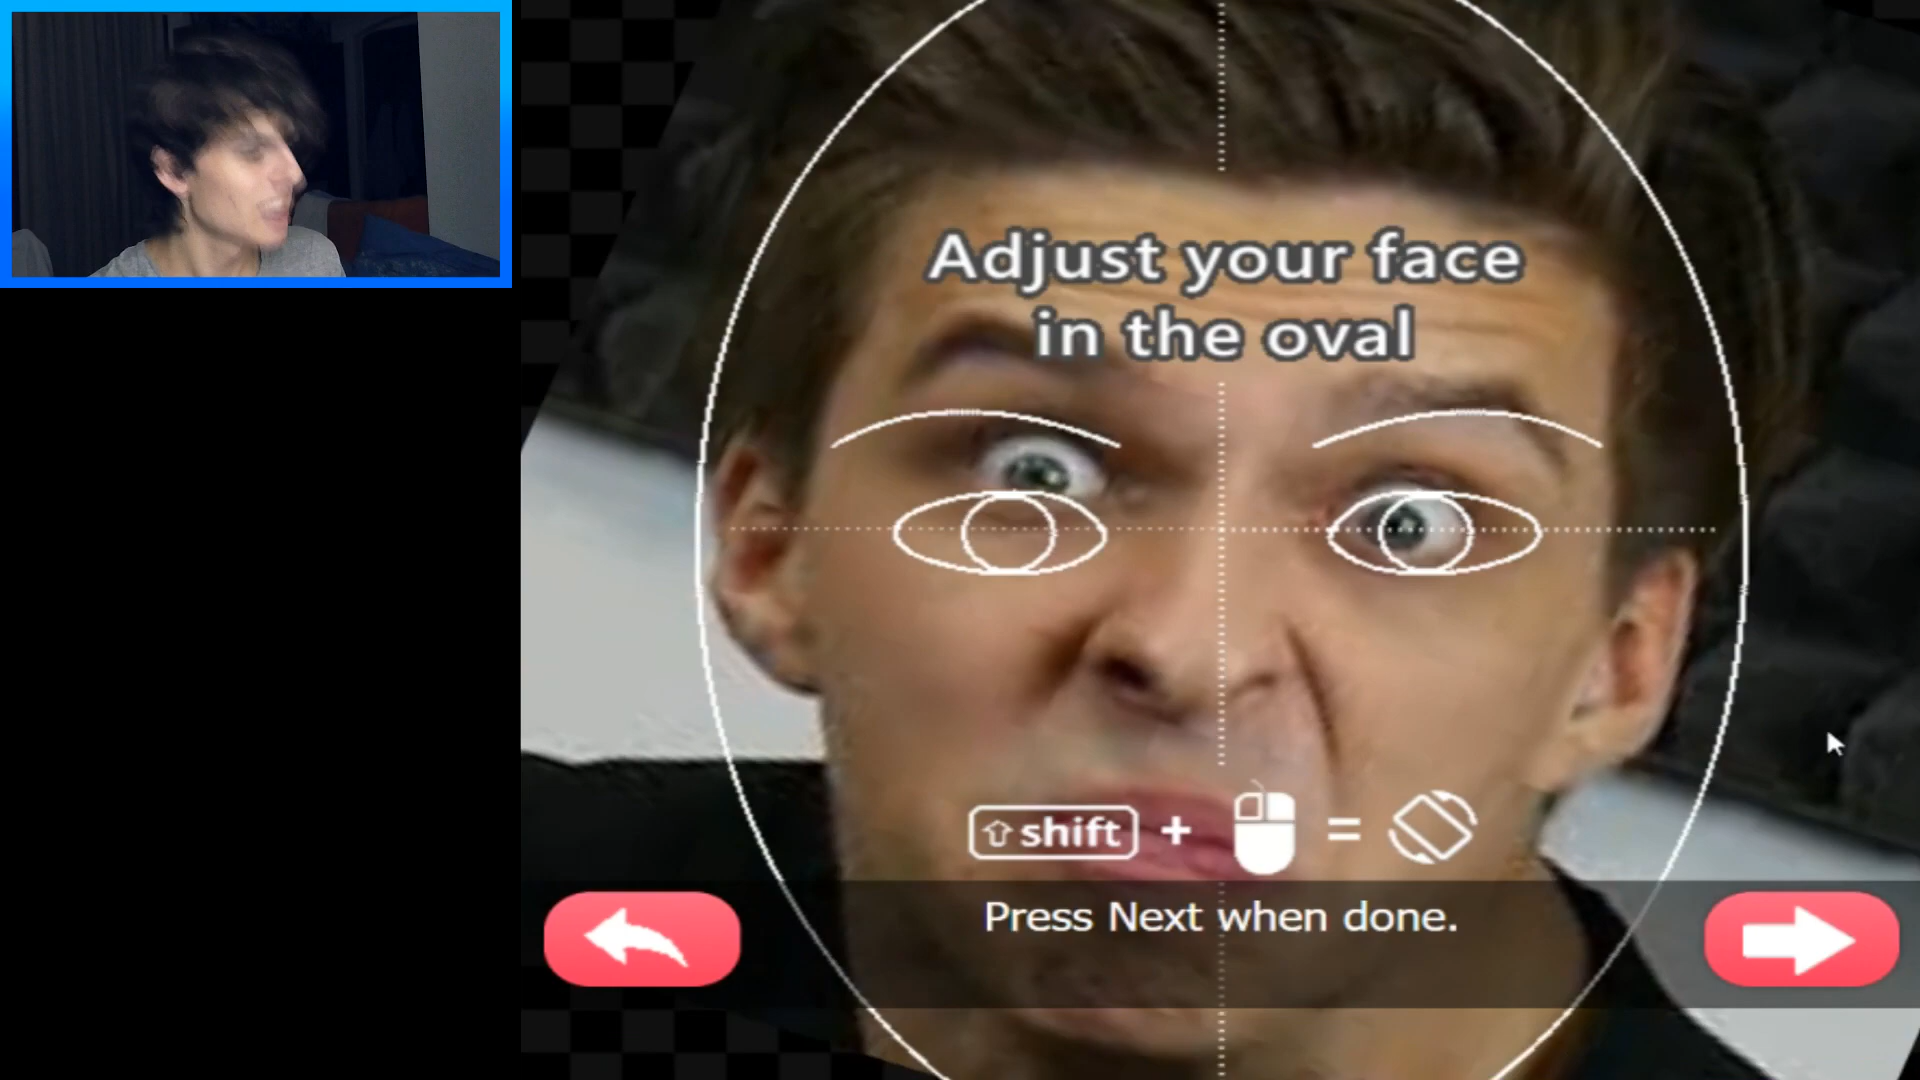 Adjust your face
in the oval
shift + =
Press Next when done.